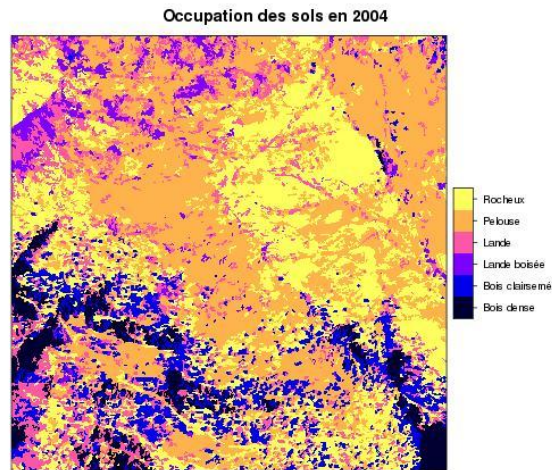 Occupation des sols en 2004
Rocheux
Pelouse
Lande
Lande boisée
Bois clairsemé
Bois dense